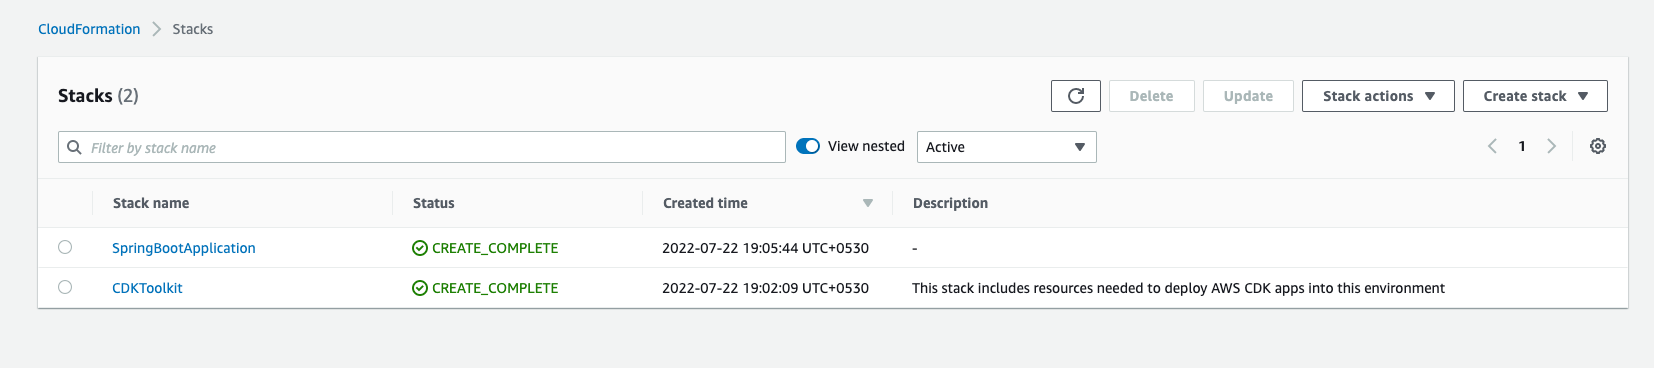 CloudFormation > Stacks
Stacks (2) Delete Update Stack actions Create stack
Filter by stack name View nested Active 1
Stack name Status Created time Description
SpringBootApplication CREATE_COMPLETE 2022-07-22 19:05:44 UTC+0530 -
CDKToolkit CREATE_COMPLETE 2022-07-22 19:02:09 UTC+0530 This stack includes resources needed to deploy AWS CDK apps into this environment